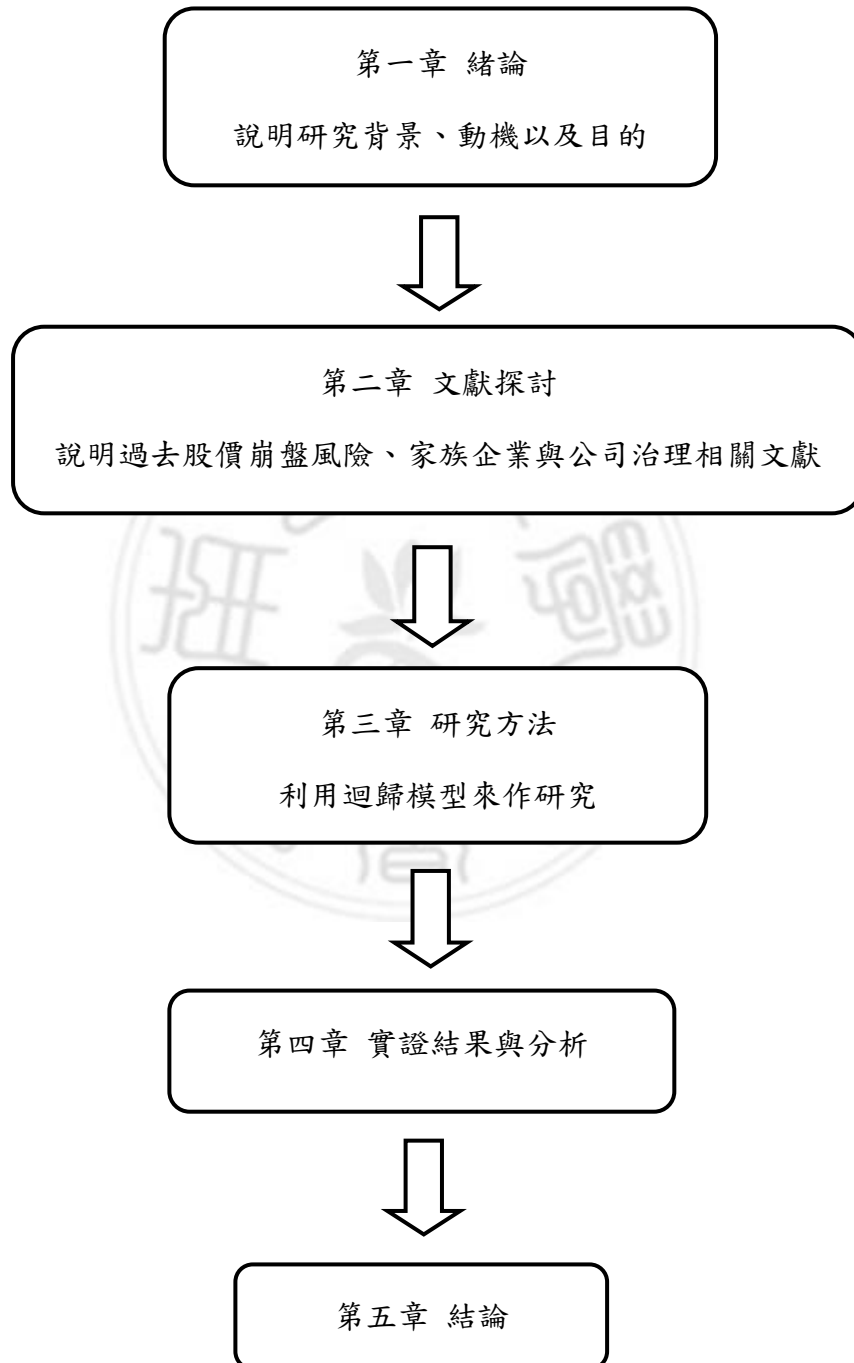 第一章 緒論
說明研究背景、動機以及目的
第二章 文獻探討
說明過去股價崩盤風險、家族企業與公司治理相關文獻
第三章 研究方法
利用迴歸模型來作研究
第四章 實證結果與分析
第五章 結論